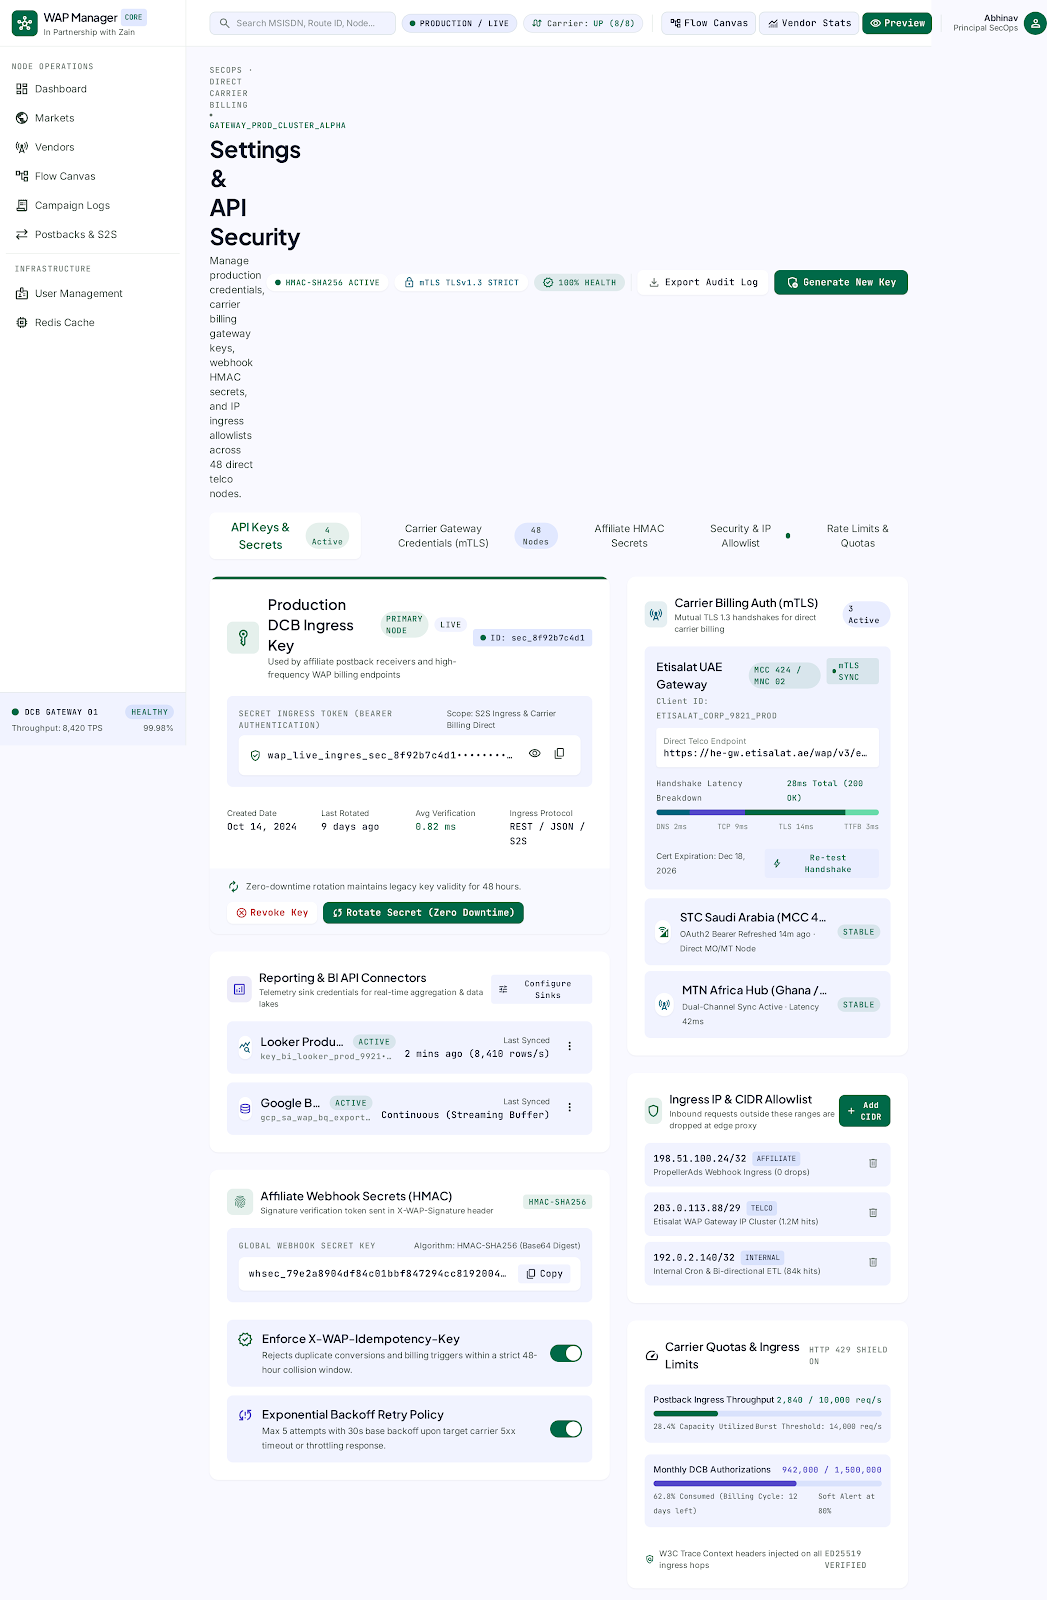 WAP Manager CORE
In Partnership with Zain
Search MSISDN, Route ID, Node...
PRODUCTION / LIVE
Carrier: UP (8/8)
Flow Canvas
Vendor Stats
Preview
Abhinav
Principal SecOps
NODE OPERATIONS
Dashboard
Markets
Vendors
Flow Canvas
Campaign Logs
Postbacks & S2S
INFRASTRUCTURE
User Management
Redis Cache
DCB GATEWAY 01
HEALTHY
Throughput: 8,420 TPS
99.98%
SECOPS ·
DIRECT
CARRIER
BILLING
•
GATEWAY_PROD_CLUSTER_ALPHA
Settings
&
API
Security
Manage
production
credentials,
carrier
billing
gateway
keys,
webhook
HMAC
secrets,
and IP
ingress
allowlists
across
48 direct
telco
nodes.
HMAC-SHA256 ACTIVE
mTLS TLSv1.3 STRICT
100% HEALTH
Export Audit Log
Generate New Key
API Keys &
Secrets
4
Active
Carrier Gateway
Credentials (mTLS)
48
Nodes
Affiliate HMAC
Secrets
Security & IP
Allowlist
Rate Limits &
Quotas
Production
DCB Ingress
Key
PRIMARY
NODE
LIVE
ID: sec_8f92b7c4d1
Used by affiliate postback receivers and high-
frequency WAP billing endpoints
SECRET INGRESS TOKEN (BEARER
AUTHENTICATION)
Scope: S2S Ingress & Carrier
Billing Direct
wap_live_ingres_sec_8f92b7c4d1••••••••…
Created Date
Oct 14, 2024
Last Rotated
9 days ago
Avg Verification
0.82 ms
Ingress Protocol
REST / JSON /
S2S
Zero-downtime rotation maintains legacy key validity for 48 hours.
Revoke Key
Rotate Secret (Zero Downtime)
Reporting & BI API Connectors
Telemetry sink credentials for real-time aggregation & data
lakes
Configure
Sinks
Looker Produ…
ACTIVE
key_bi_looker_prod_9921•…
Last Synced
2 mins ago (8,410 rows/s)
Google B…
ACTIVE
gcp_sa_wap_bq_export…
Last Synced
Continuous (Streaming Buffer)
Affiliate Webhook Secrets (HMAC)
Signature verification token sent in X-WAP-Signature header
HMAC-SHA256
GLOBAL WEBHOOK SECRET KEY
Algorithm: HMAC-SHA256 (Base64 Digest)
whsec_79e2a8904df84c01bbf847294cc8192004…
Copy
Enforce X-WAP-Idempotency-Key
Rejects duplicate conversions and billing triggers within a strict 48-
hour collision window.
Exponential Backoff Retry Policy
Max 5 attempts with 30s base backoff upon target carrier 5xx
timeout or throttling response.
Carrier Billing Auth (mTLS)
Mutual TLS 1.3 handshakes for direct
carrier billing
3
Active
Etisalat UAE
Gateway
MCC 424 /
MNC 02
mTLS
SYNC
Client ID:
ETISALAT_CORP_9821_PROD
Direct Telco Endpoint
https://he-gw.etisalat.ae/wap/v3/e…
Handshake Latency
Breakdown
28ms Total (200
OK)
DNS 2ms
TCP 9ms
TLS 14ms
TTFB 3ms
Cert Expiration: Dec 18,
2026
Re-test
Handshake
STC Saudi Arabia (MCC 4…
OAuth2 Bearer Refreshed 14m ago ·
Direct MO/MT Node
STABLE
MTN Africa Hub (Ghana /…
Dual-Channel Sync Active · Latency
42ms
STABLE
Ingress IP & CIDR Allowlist
Inbound requests outside these ranges are
dropped at edge proxy
Add
CIDR
198.51.100.24/32 AFFILIATE
PropellerAds Webhook Ingress (0 drops)
203.0.113.88/29 TELCO
Etisalat WAP Gateway IP Cluster (1.2M hits)
192.0.2.140/32 INTERNAL
Internal Cron & Bi-directional ETL (84k hits)
Carrier Quotas & Ingress
Limits
HTTP 429 SHIELD
ON
Postback Ingress Throughput 2,840 / 10,000 req/s
28.4% Capacity Utilized Burst Threshold: 14,000 req/s
Monthly DCB Authorizations 942,000 / 1,500,000
62.8% Consumed (Billing Cycle: 12
days left)
Soft Alert at
80%
W3C Trace Context headers injected on all
ingress hops
ED25519
VERIFIED